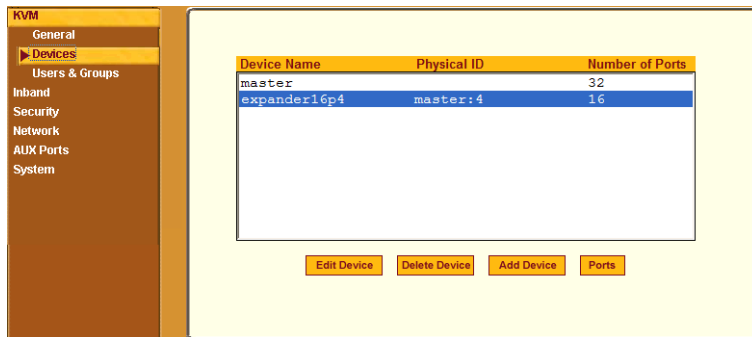 KVM
General
Devices
Users & Groups
Inband
Security
Network
AUX Ports
System
Device Name Physical ID Number of Ports
master 32
expander16p4 master:4 16
Edit Device Delete Device Add Device Ports